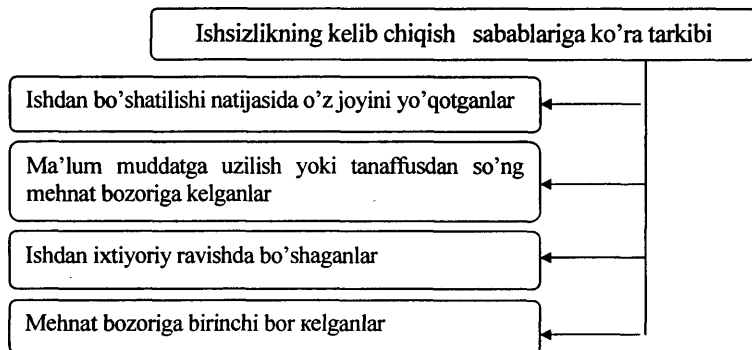 Ishsizlikning kelib chiqish sabablariga ko’ra tarkibi
Ishdan bo’shatilishi natijasida o’z joyini yo’qotganlar
Ma’lum muddatga uzilish yoki tanaffusdan so’ng
mehnat bozoriga kelganlar
Ishdan ixtiyoriy ravishda bo’shaganlar
Mehnat bozoriga birinchi bor кelganlar